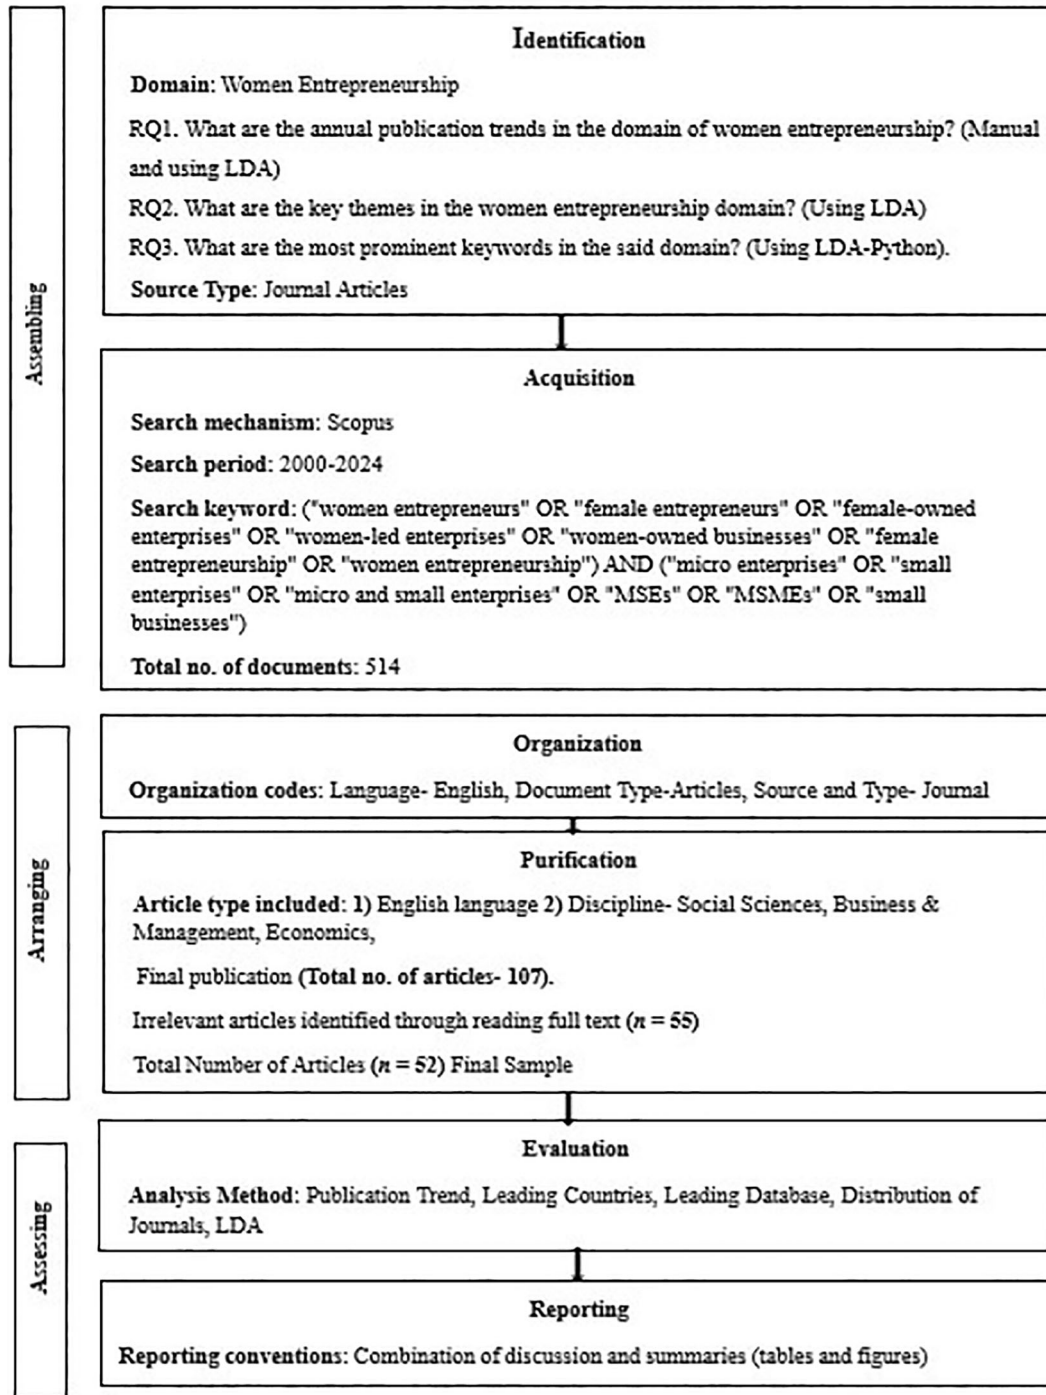 Assembling
Identification
Domain: Women Entrepreneurship
RQ1. What are the annual publication trends in the domain of women entrepreneurship? (Manual
and using LDA)
RQ2. What are the key themes in the women entrepreneurship domain? (Using LDA)
RQ3. What are the most prominent keywords in the said domain? (Using LDA-Python).
Source Type: Journal Articles
Acquisition
Search mechanism: Scopus
Search period: 2000-2024
Search keyword: ("women entrepreneurs" OR "female entrepreneurs" OR "female-owned
enterprises" OR "women-led enterprises" OR "women-owned businesses" OR "female
entrepreneurship" OR "women entrepreneurship") AND ("micro enterprises" OR "small
enterprises" OR "micro and small enterprises" OR "MSEs" OR "MSMEs" OR "small
businesses")
Total no. of documents: 514
Arranging
Organization
Organization codes: Language- English, Document Type-Articles, Source and Type- Journal
Purification
Article type included: 1) English language 2) Discipline- Social Sciences, Business &
Management, Economics,
Final publication (Total no. of articles- 107).
Irrelevant articles identified through reading full text (n = 55)
Total Number of Articles (n = 52) Final Sample
Assessing
Evaluation
Analysis Method: Publication Trend, Leading Countries, Leading Database, Distribution of
Journals, LDA
Reporting
Reporting conventions: Combination of discussion and summaries (tables and figures)